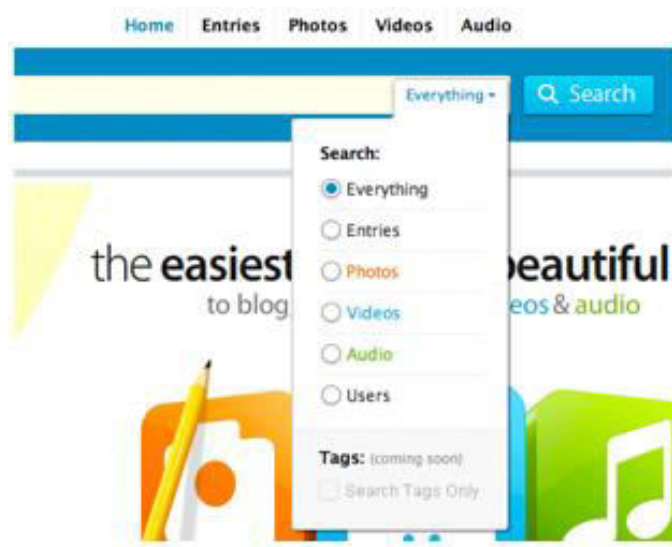 Home Entries Photos Videos Audio
Everything
Search
Search:
Everything
Entries
Photos
Videos
Audio
Users
the easiest eautiful
to blog eos & audio
Tags: (coming soon)
Search Tags Only